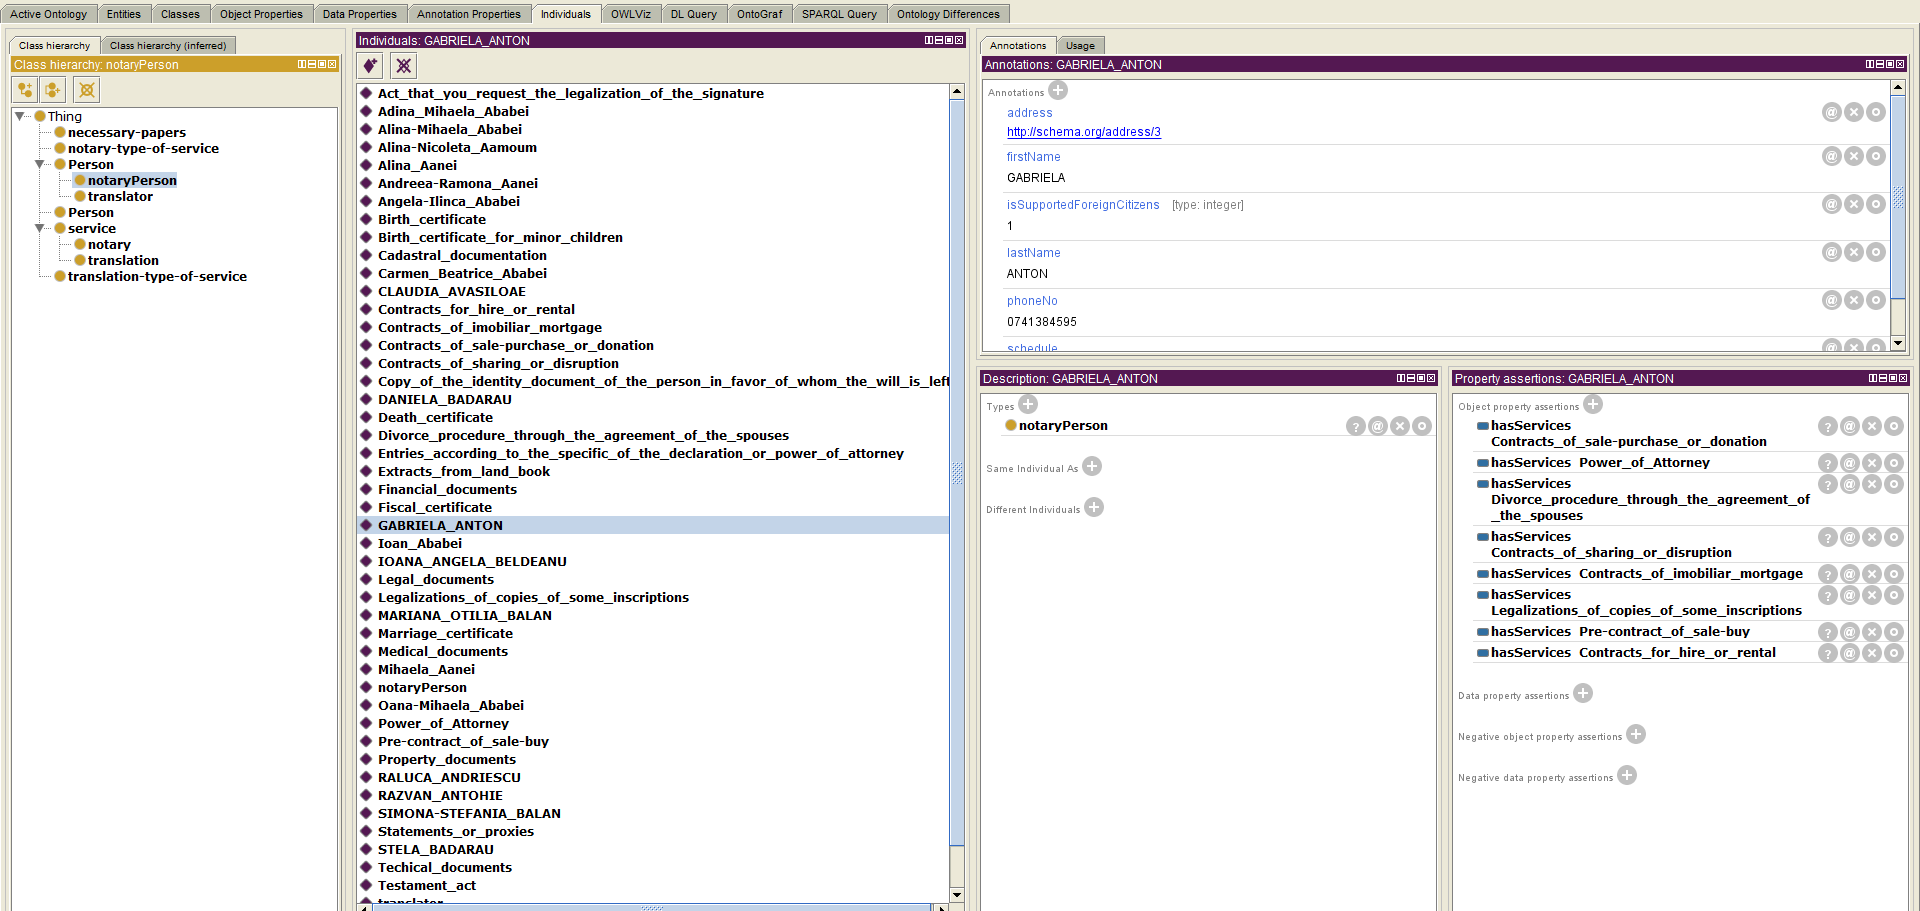 Active Ontology Entities Classes Object Properties Data Properties Annotation Properties Individuals OWLViz DL Query OntoGraf SPARQL Query Ontology Differences
Class hierarchy Class hierarchy (inferred)
Class hierarchy: notaryPerson
Thing
necessary-papers
notary-type-of-service
Person
notaryPerson
translator
Person
service
notary
translation
translation-type-of-service
Individuals: GABRIELA_ANTON
Act_that_you_request_the_legalization_of_the_signature
Adina_Mihaela_Ababei
Alina-Mihaela_Ababei
Alina-Nicoleta_Aamoum
Alina_Aanei
Andreea-Ramona_Aanei
Angela-Ilinca_Ababei
Birth_certificate
Birth_certificate_for_minor_children
Cadastral_documentation
Carmen_Beatrice_Ababei
CLAUDIA_AVASILOAE
Contracts_for_hire_or_rental
Contracts_of_imobiliar_mortgage
Contracts_of_sale-purchase_or_donation
Contracts_of_sharing_or_disruption
Copy_of_the_identity_document_of_the_person_in_favor_of_whom_the_will_is_left
DANIELA_BADARAU
Death_certificate
Divorce_procedure_through_the_agreement_of_the_spouses
Entries_according_to_the_specific_of_the_declaration_or_power_of_attorney
Extracts_from_land_book
Financial_documents
Fiscal_certificate
GABRIELA_ANTON
Ioan_Ababei
IOANA_ANGELA_BELDEANU
Legal_documents
Legalizations_of_copies_of_some_inscriptions
MARIANA_OTILIA_BALAN
Marriage_certificate
Medical_documents
Mihaela_Aanei
notaryPerson
Oana-Mihaela_Ababei
Power_of_Attorney
Pre-contract_of_sale-buy
Property_documents
RALUCA_ANDRIESCU
RAZVAN_ANTOHIE
SIMONA-STEFANIA_BALAN
Statements_or_proxies
STELA_BADARAU
Techical_documents
Testament_act
translator
Annotations Usage
Annotations: GABRIELA_ANTON
Annotations
address
http://schema.org/address/3
firstName
GABRIELA
isSupportedForeignCitizens [type: integer]
1
lastName
ANTON
phoneNo
0741384595
schedule
Description: GABRIELA_ANTON
Types
notaryPerson
Same Individual As
Different Individuals
Property assertions: GABRIELA_ANTON
Object property assertions
hasServices
Contracts_of_sale-purchase_or_donation
hasServices Power_of_Attorney
hasServices
Divorce_procedure_through_the_agreement_of
_the_spouses
hasServices
Contracts_of_sharing_or_disruption
hasServices Contracts_of_imobiliar_mortgage
hasServices
Legalizations_of_copies_of_some_inscriptions
hasServices Pre-contract_of_sale-buy
hasServices Contracts_for_hire_or_rental
Data property assertions
Negative object property assertions
Negative data property assertions